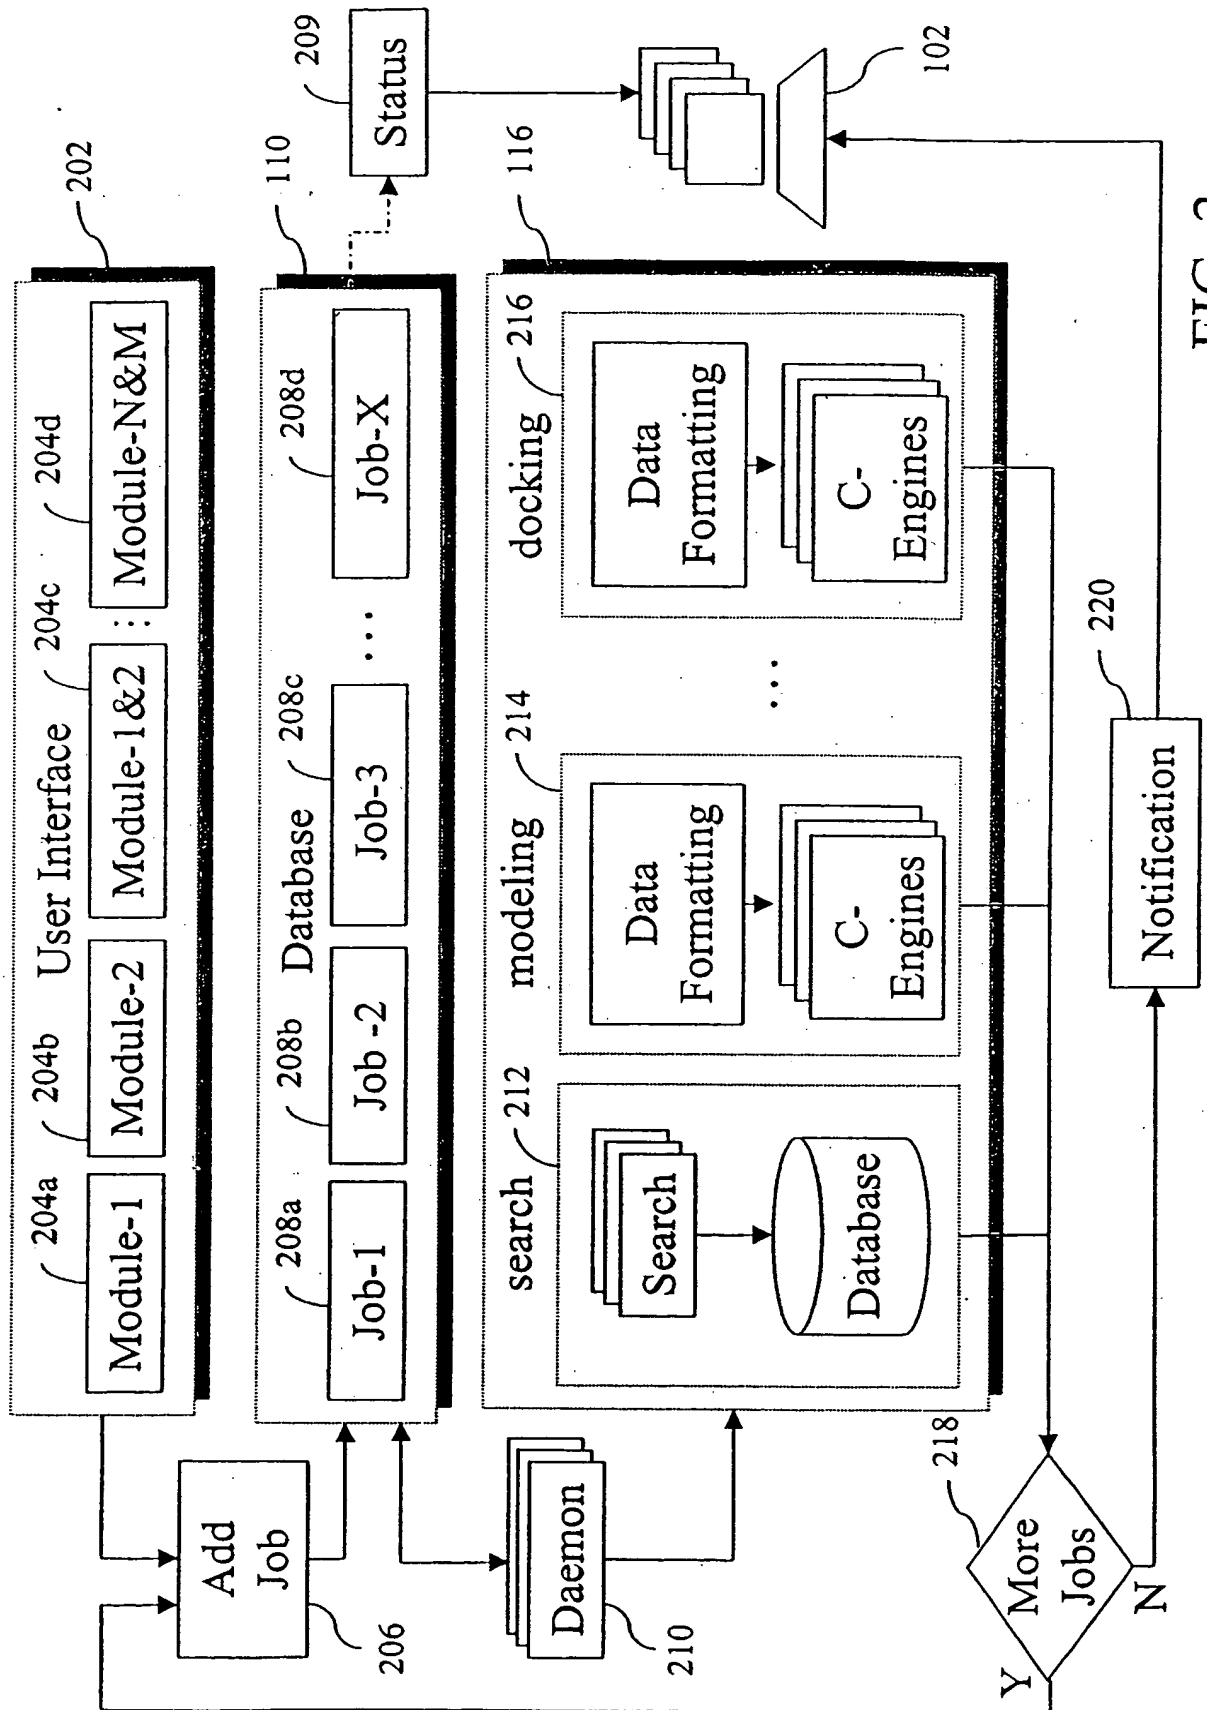 202
User Interface
204a
204b
204c
204d
Module-1
Module-2
Module-1&2
:
Module-N&M
Add
Job
206
110
Database
208a
208b
208c
208d
Job-1
Job -2
Job-3
...
Job-X
209
Status
Daemon
210
116
search
212
Search
Database
modeling
214
Data
Formatting
C-
Engines
...
docking
216
Data
Formatting
C-
Engines
102
218
More
Jobs
Y
N
Notification
220